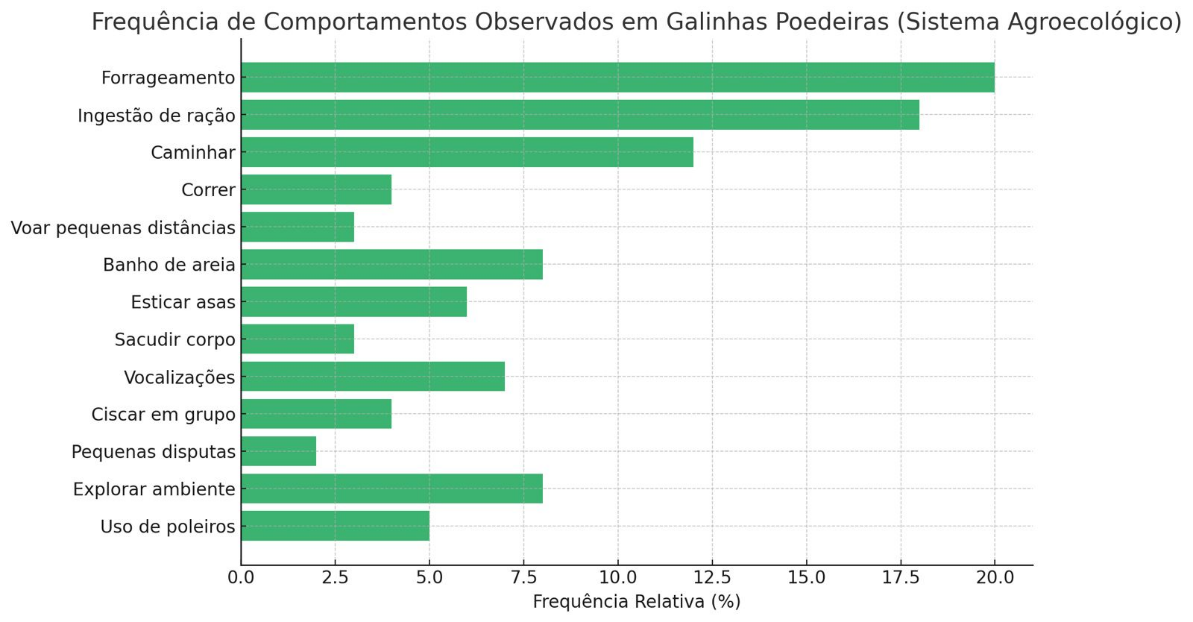 Frequência de Comportamentos Observados em Galinhas Poedeiras (Sistema Agroecológico)
Forrageamento
Ingestão de ração
Caminhar
Correr
Voar pequenas distâncias
Banho de areia
Esticar asas
Sacudir corpo
Vocalizações
Ciscar em grupo
Pequenas disputas
Explorar ambiente
Uso de poleiros
0.0 2.5 5.0 7.5 10.0 12.5 15.0 17.5 20.0
Frequência Relativa (%)